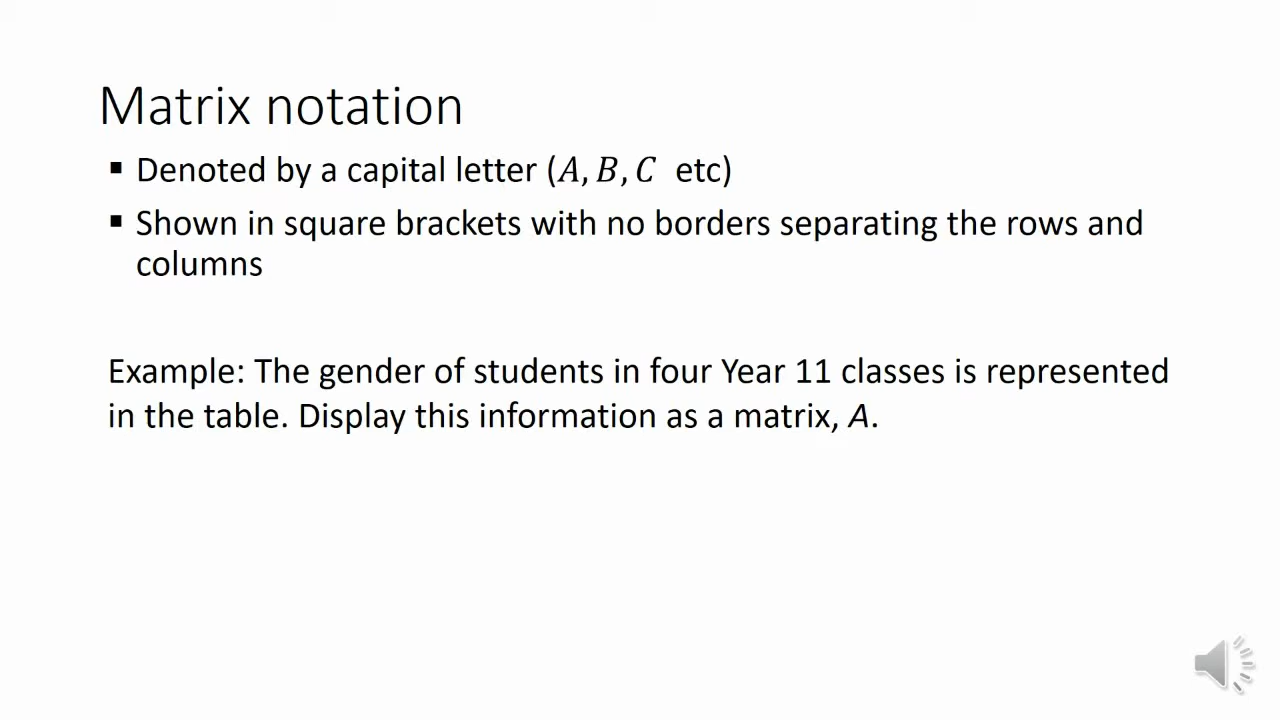 Matrix notation
▪ Denoted by a capital letter (A, B, C etc)
▪ Shown in square brackets with no borders separating the rows and
columns
Example: The gender of students in four Year 11 classes is represented
in the table. Display this information as a matrix, A.